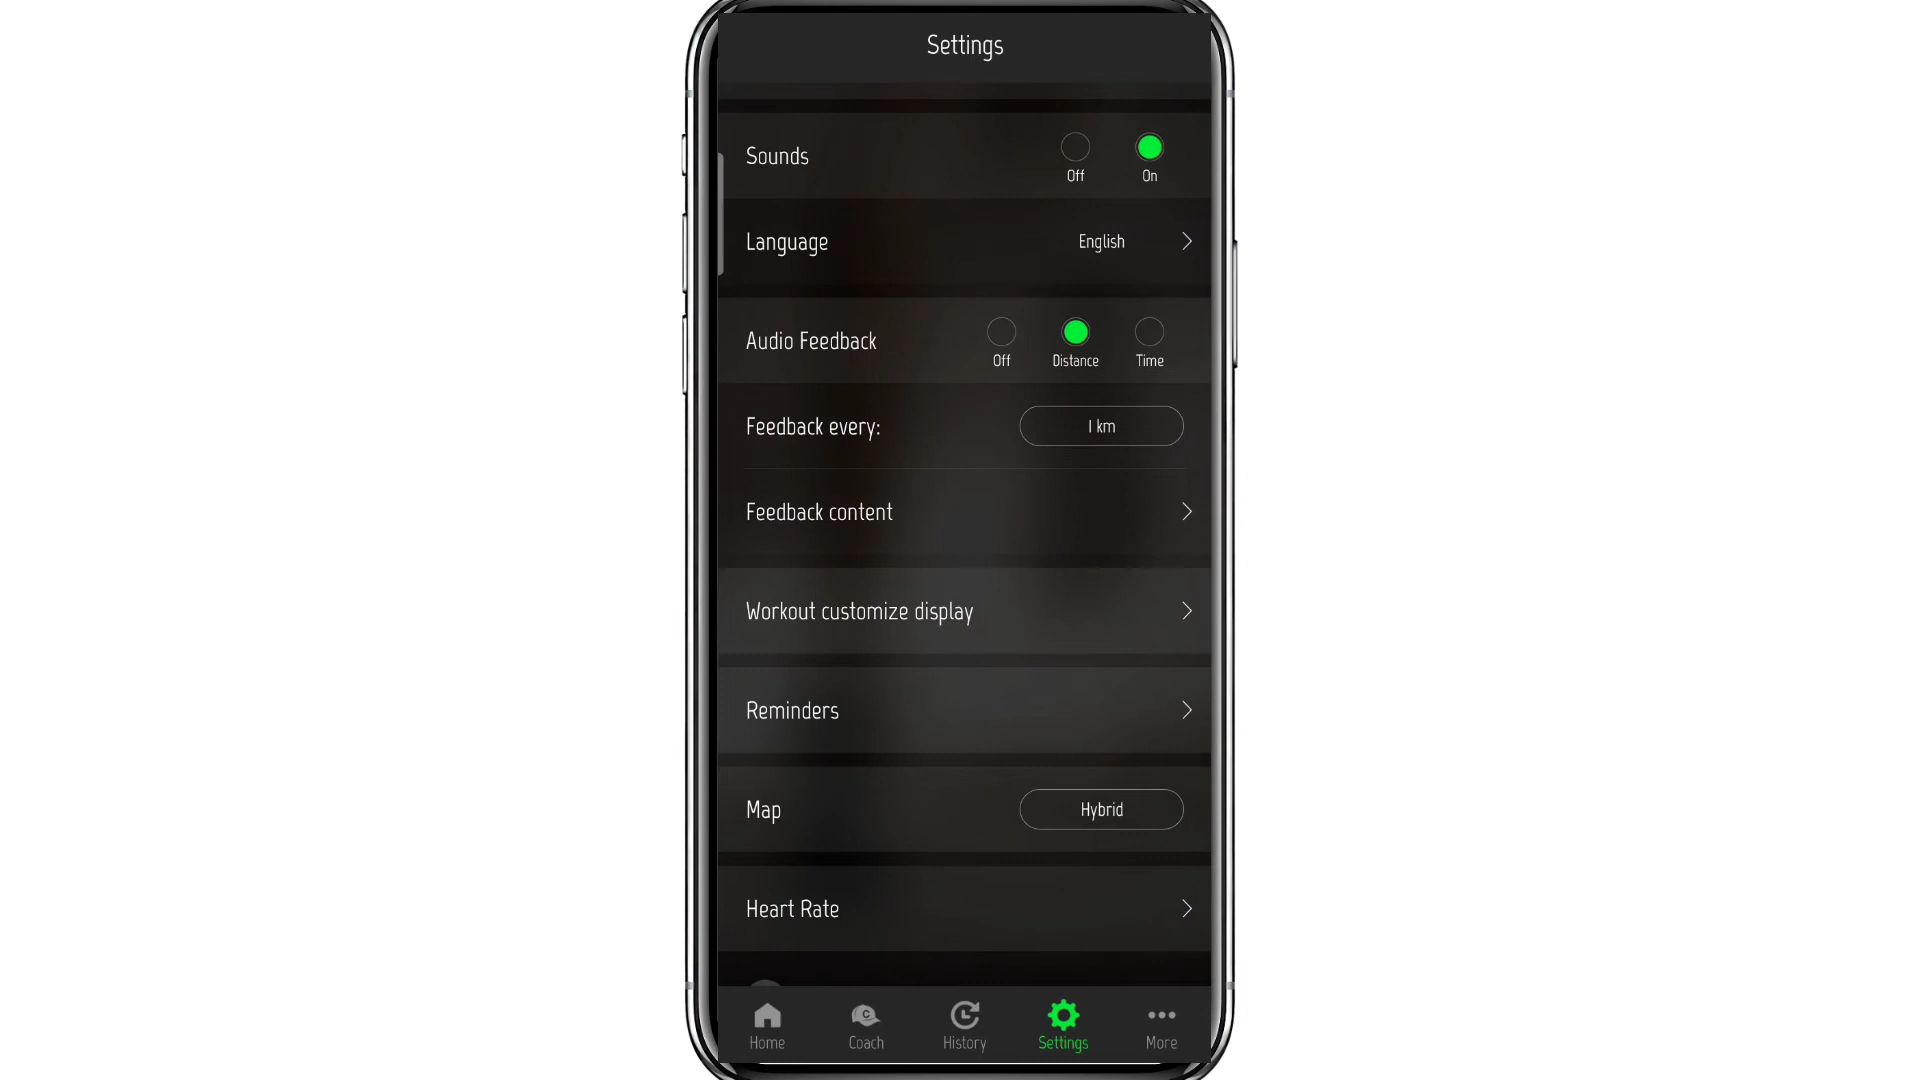 Settings
Sounds
Off
On
Language
English
Audio Feedback
Off
Distance
Time
Feedback every:
1 km
Feedback content
Workout customize display
Reminders
Map
Hybrid
Heart Rate
C
Home
Coach
History
Settings
More